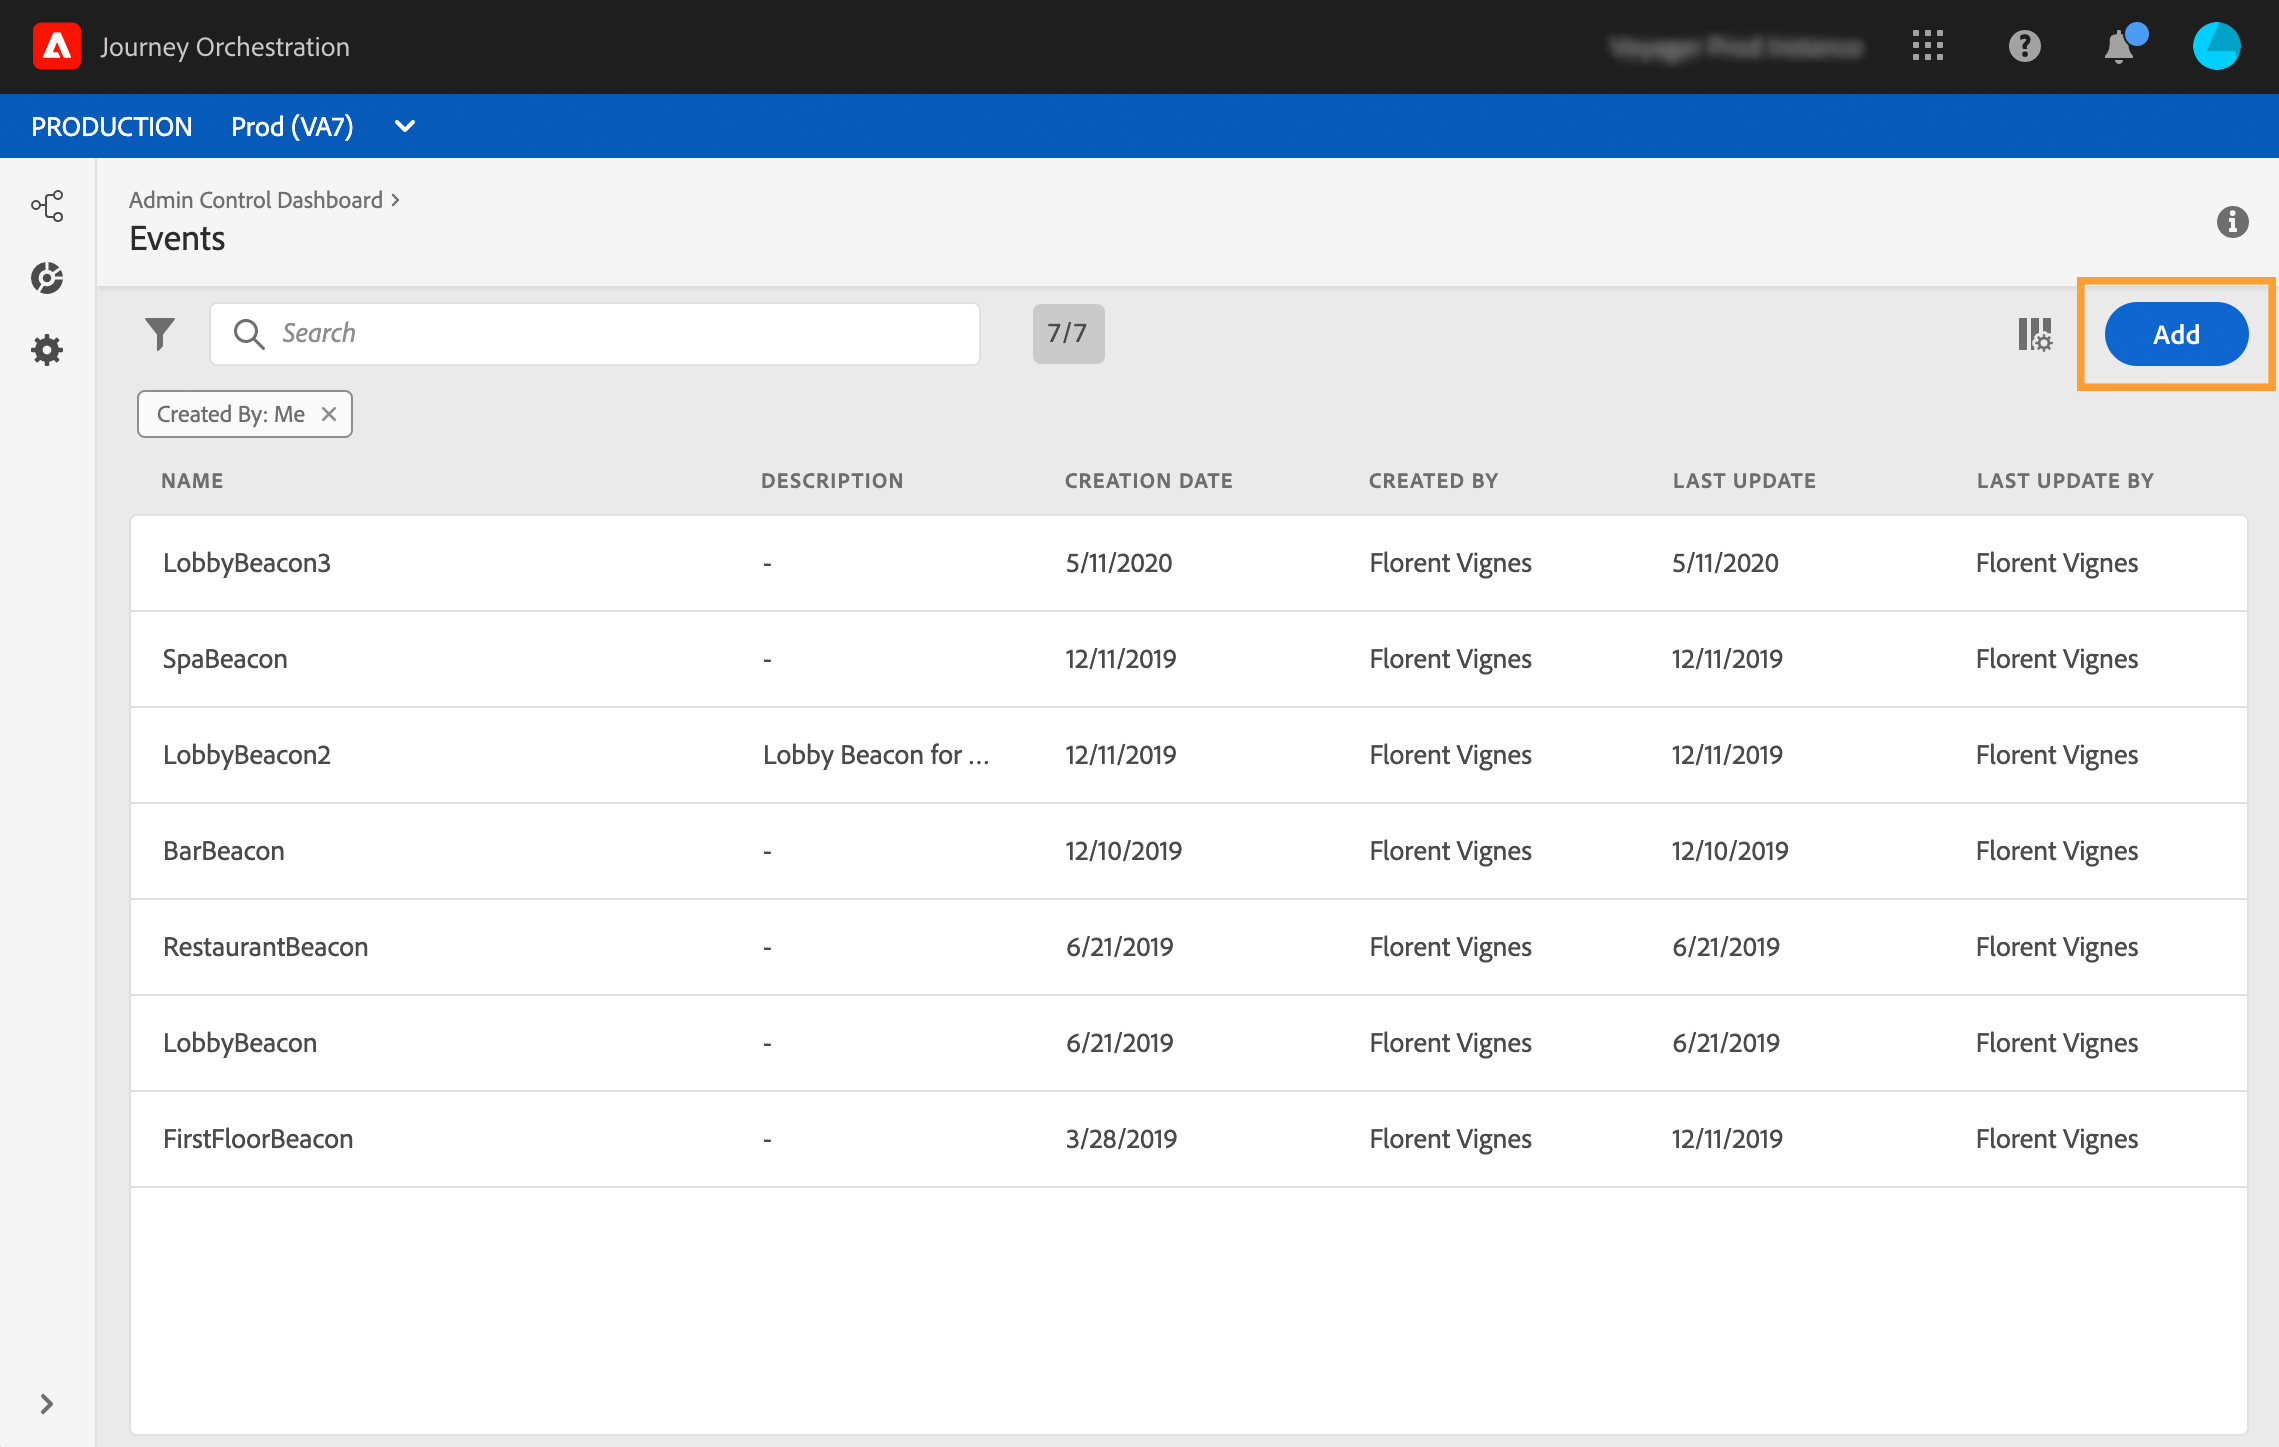 Journey Orchestration
PRODUCTION Prod (VA7)
Admin Control Dashboard >
Events
Search 7/7 Add
Created By: Me ×
NAME DESCRIPTION CREATION DATE CREATED BY LAST UPDATE LAST UPDATE BY
LobbyBeacon3 - 5/11/2020 Florent Vignes 5/11/2020 Florent Vignes
SpaBeacon - 12/11/2019 Florent Vignes 12/11/2019 Florent Vignes
LobbyBeacon2 Lobby Beacon for ... 12/11/2019 Florent Vignes 12/11/2019 Florent Vignes
BarBeacon - 12/10/2019 Florent Vignes 12/10/2019 Florent Vignes
RestaurantBeacon - 6/21/2019 Florent Vignes 6/21/2019 Florent Vignes
LobbyBeacon - 6/21/2019 Florent Vignes 6/21/2019 Florent Vignes
FirstFloorBeacon - 3/28/2019 Florent Vignes 12/11/2019 Florent Vignes